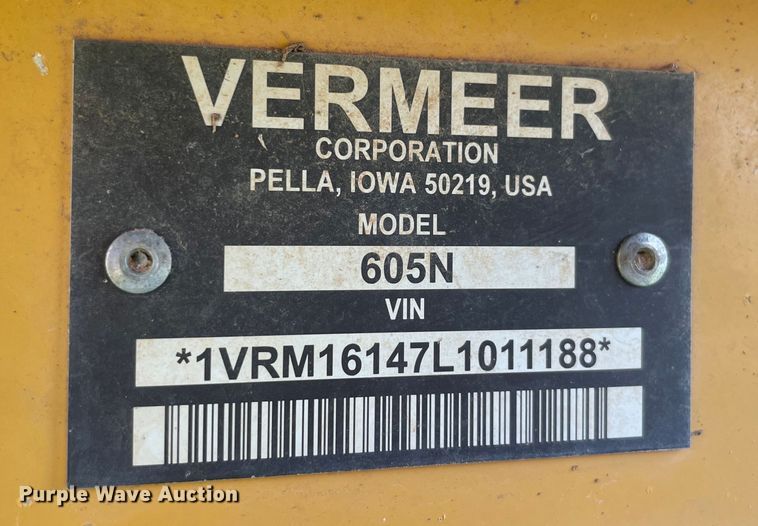 VERMEER
CORPORATION
PELLA, IOWA 50219, USA
MODEL
605N
VIN
*1VRM16147L1011188*
Purple Wave Auction